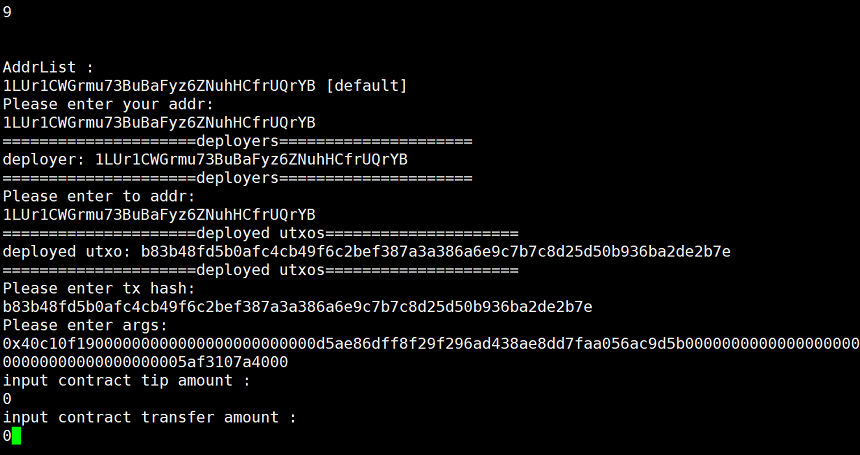 9
AddrList :
1LUr1CWGrmu73BuBaFyz6ZNuhHCfrUQrYB [default]
Please enter your addr:
1LUr1CWGrmu73BuBaFyz6ZNuhHCfrUQrYB
=====================deployers=====================
deployer: 1LUr1CWGrmu73BuBaFyz6ZNuhHCfrUQrYB
=====================deployers=====================
Please enter to addr:
1LUr1CWGrmu73BuBaFyz6ZNuhHCfrUQrYB
=====================deployed utxos=====================
deployed utxo: b83b48fd5b0afc4cb49f6c2bef387a3a386a6e9c7b7c8d25d50b936ba2de2b7e
=====================deployed utxos=====================
Please enter tx hash:
b83b48fd5b0afc4cb49f6c2bef387a3a386a6e9c7b7c8d25d50b936ba2de2b7e
Please enter args:
0x40c10f19000000000000000000000000d5ae86dff8f29f296ad438ae8dd7faa056ac9d5b0000000000000000000
00000000000000000005af3107a4000
input contract tip amount :
0
input contract transfer amount :
0